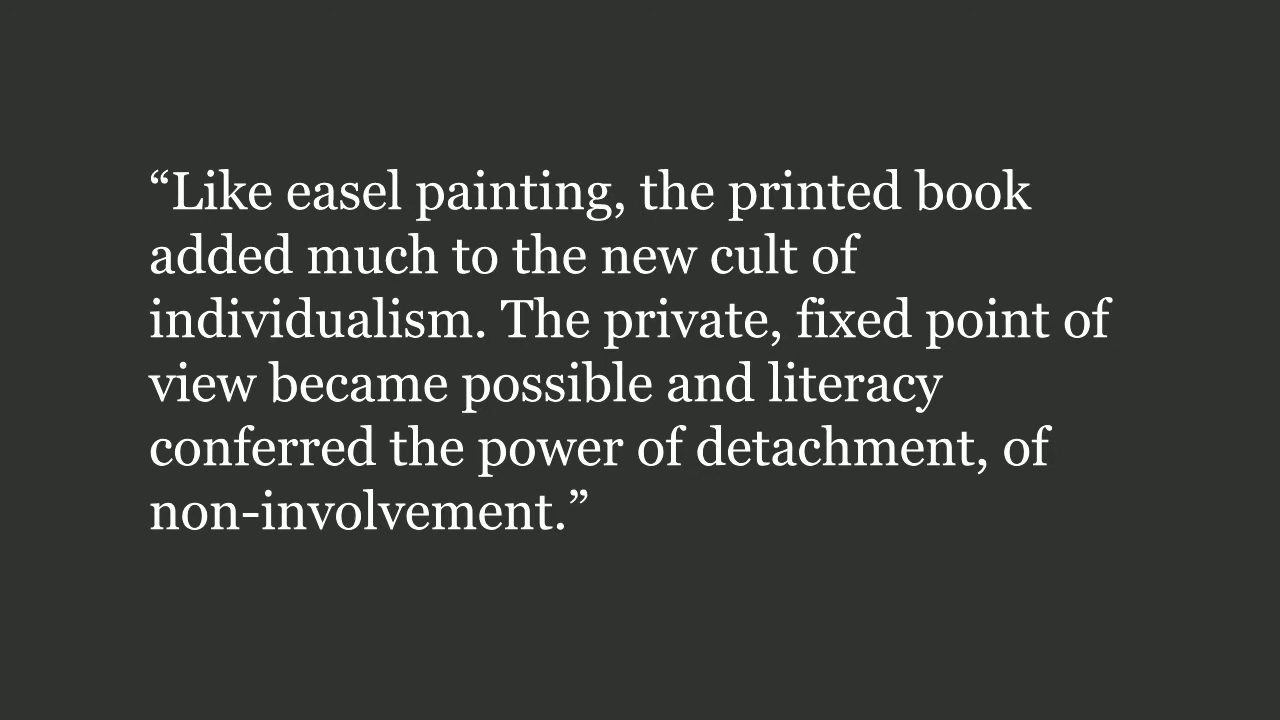 “Like easel painting, the printed book
added much to the new cult of
individualism. The private, fixed point of
view became possible and literacy
conferred the power of detachment, of
non-involvement.”